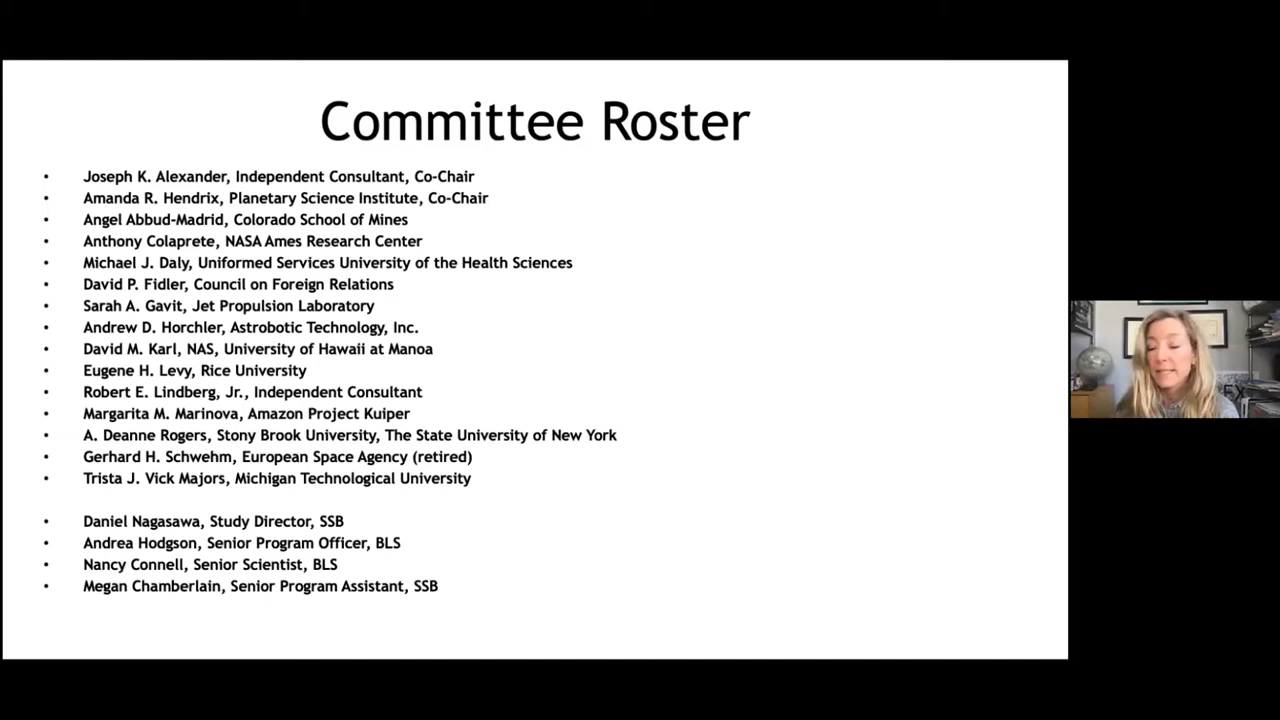 Committee Roster
• Joseph K. Alexander, Independent Consultant, Co-Chair
• Amanda R. Hendrix, Planetary Science Institute, Co-Chair
• Angel Abbud-Madrid, Colorado School of Mines
• Anthony Colaprete, NASA Ames Research Center
• Michael J. Daly, Uniformed Services University of the Health Sciences
• David P. Fidler, Council on Foreign Relations
• Sarah A. Gavit, Jet Propulsion Laboratory
• Andrew D. Horchler, Astrobotic Technology, Inc.
• David M. Karl, NAS, University of Hawaii at Manoa
• Eugene H. Levy, Rice University
• Robert E. Lindberg, Jr., Independent Consultant
• Margarita M. Marinova, Amazon Project Kuiper
• A. Deanne Rogers, Stony Brook University, The State University of New York
• Gerhard H. Schwehm, European Space Agency (retired)
• Trista J. Vick Majors, Michigan Technological University
• Daniel Nagasawa, Study Director, SSB
• Andrea Hodgson, Senior Program Officer, BLS
• Nancy Connell, Senior Scientist, BLS
• Megan Chamberlain, Senior Program Assistant, SSB